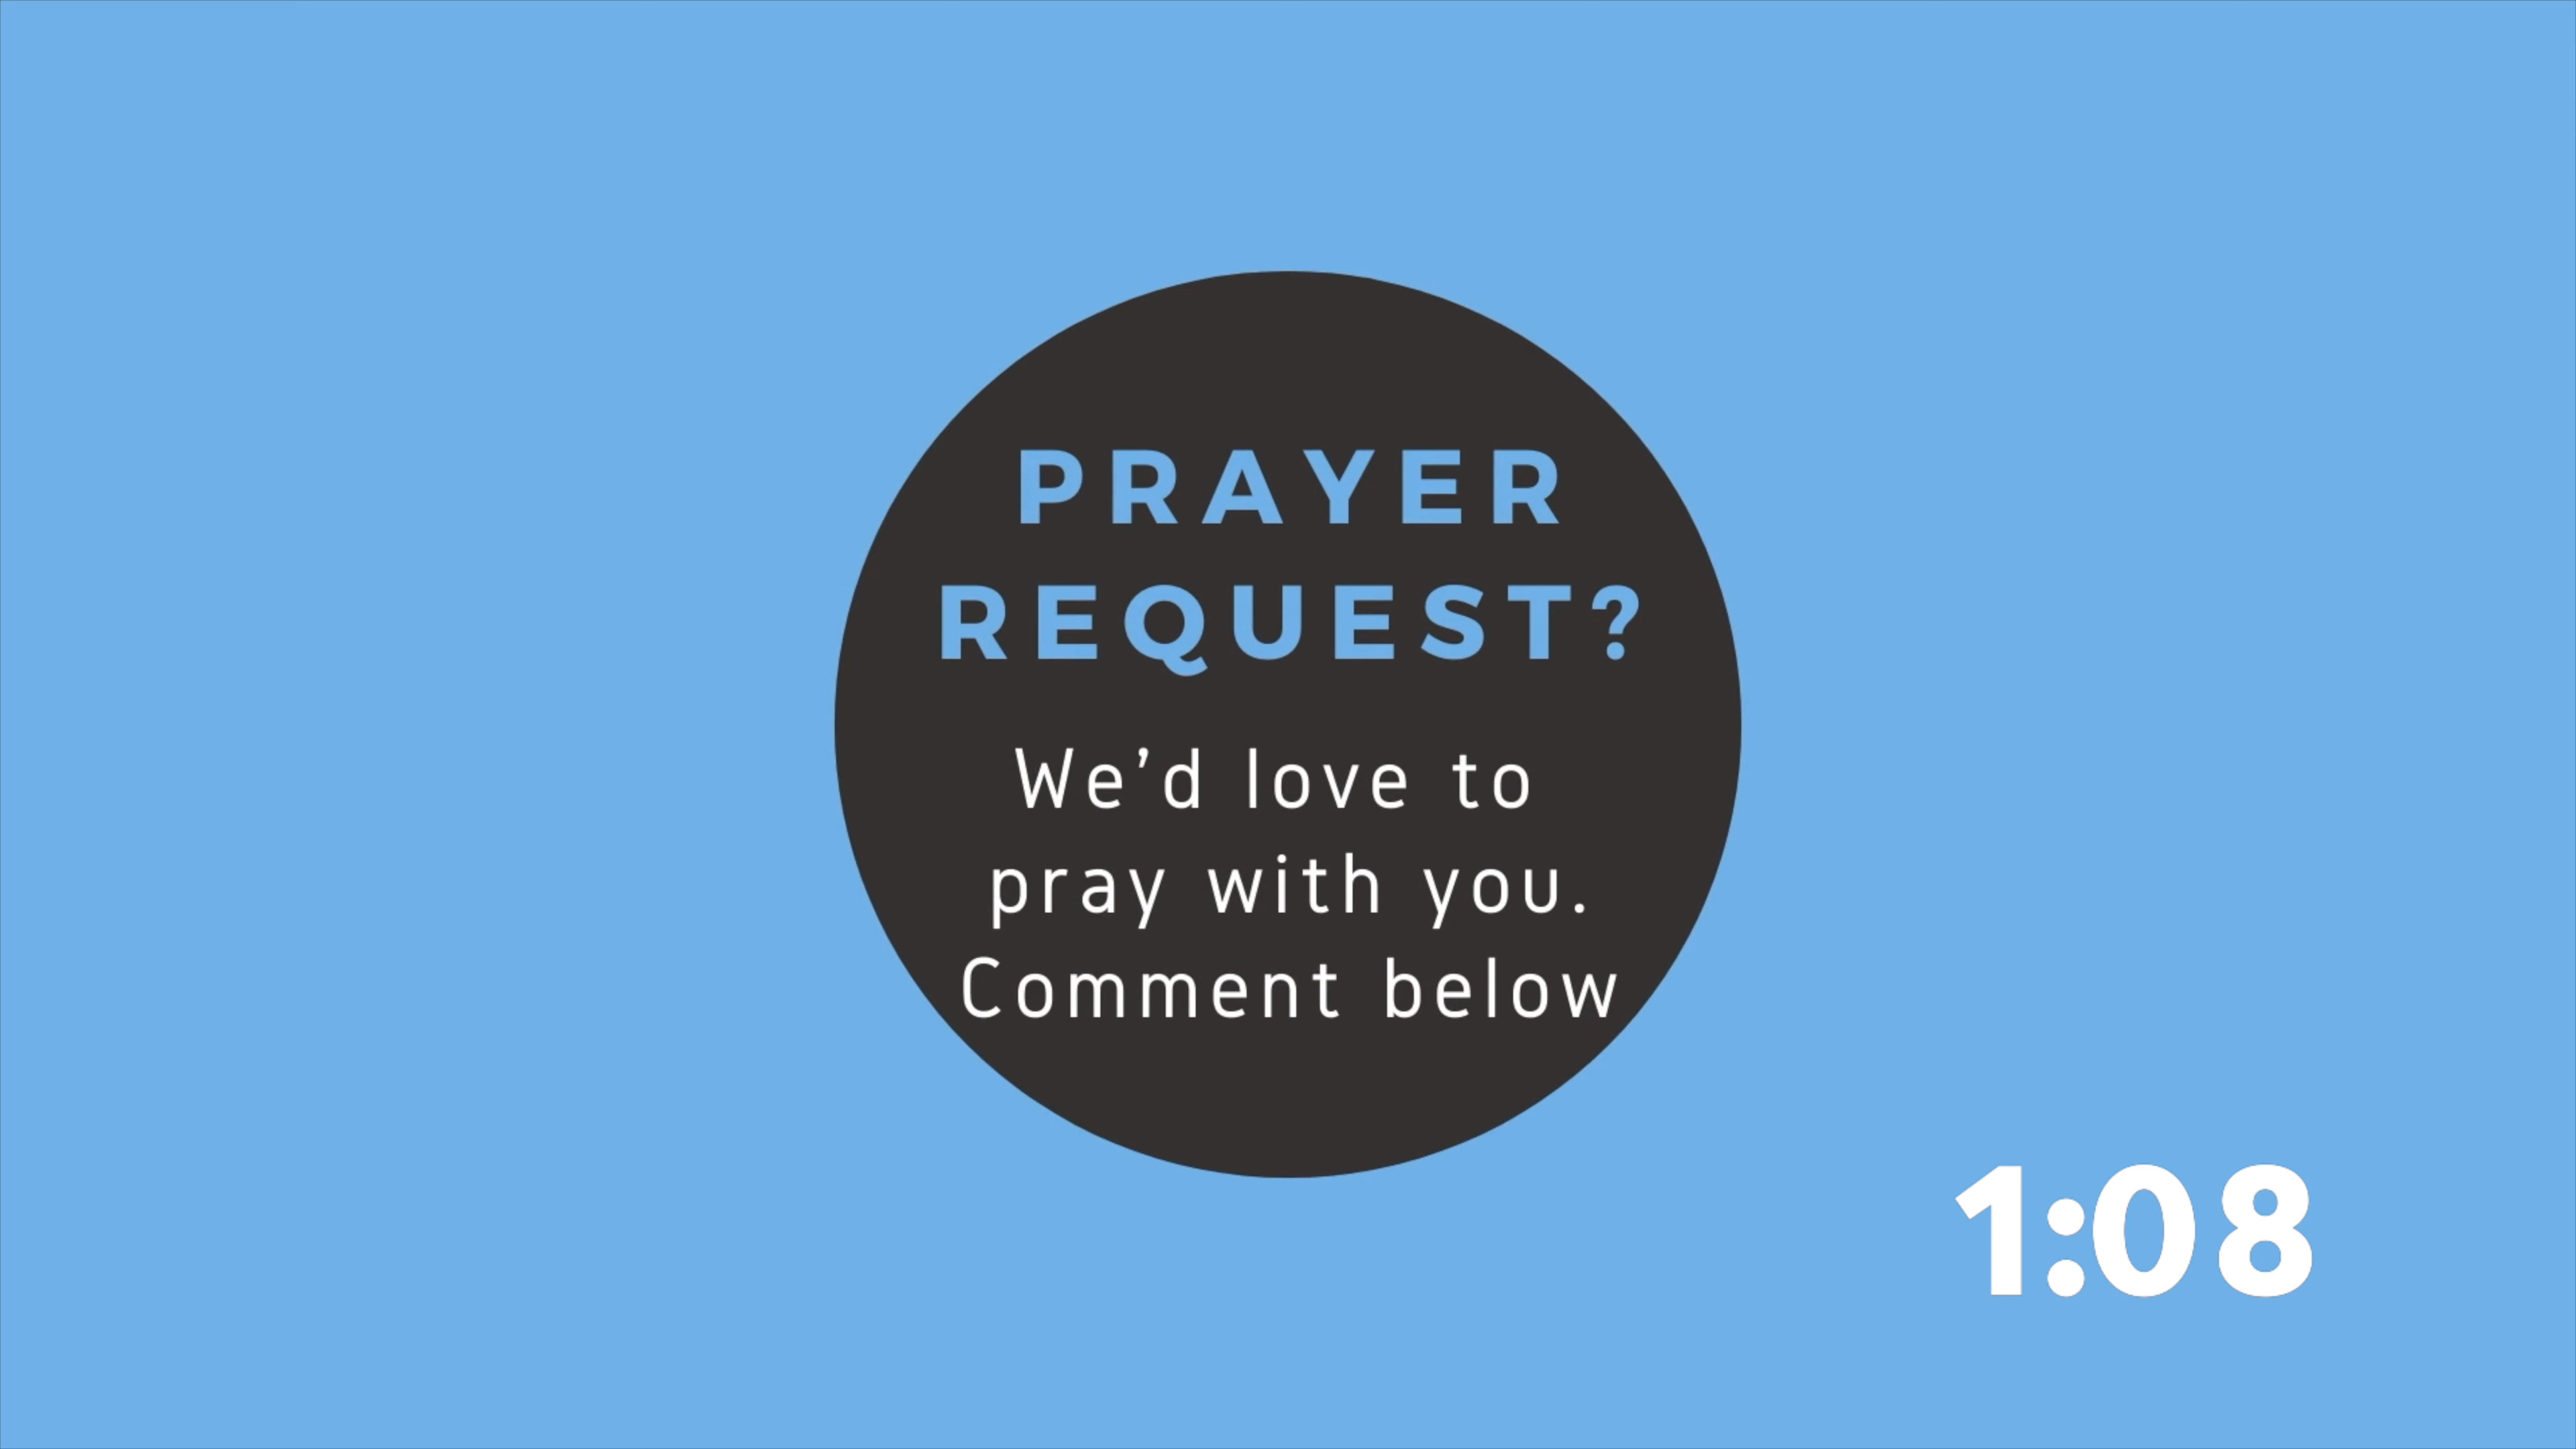 PRAYER
REQUEST?
We’d love to
pray with you.
Comment below
1:08